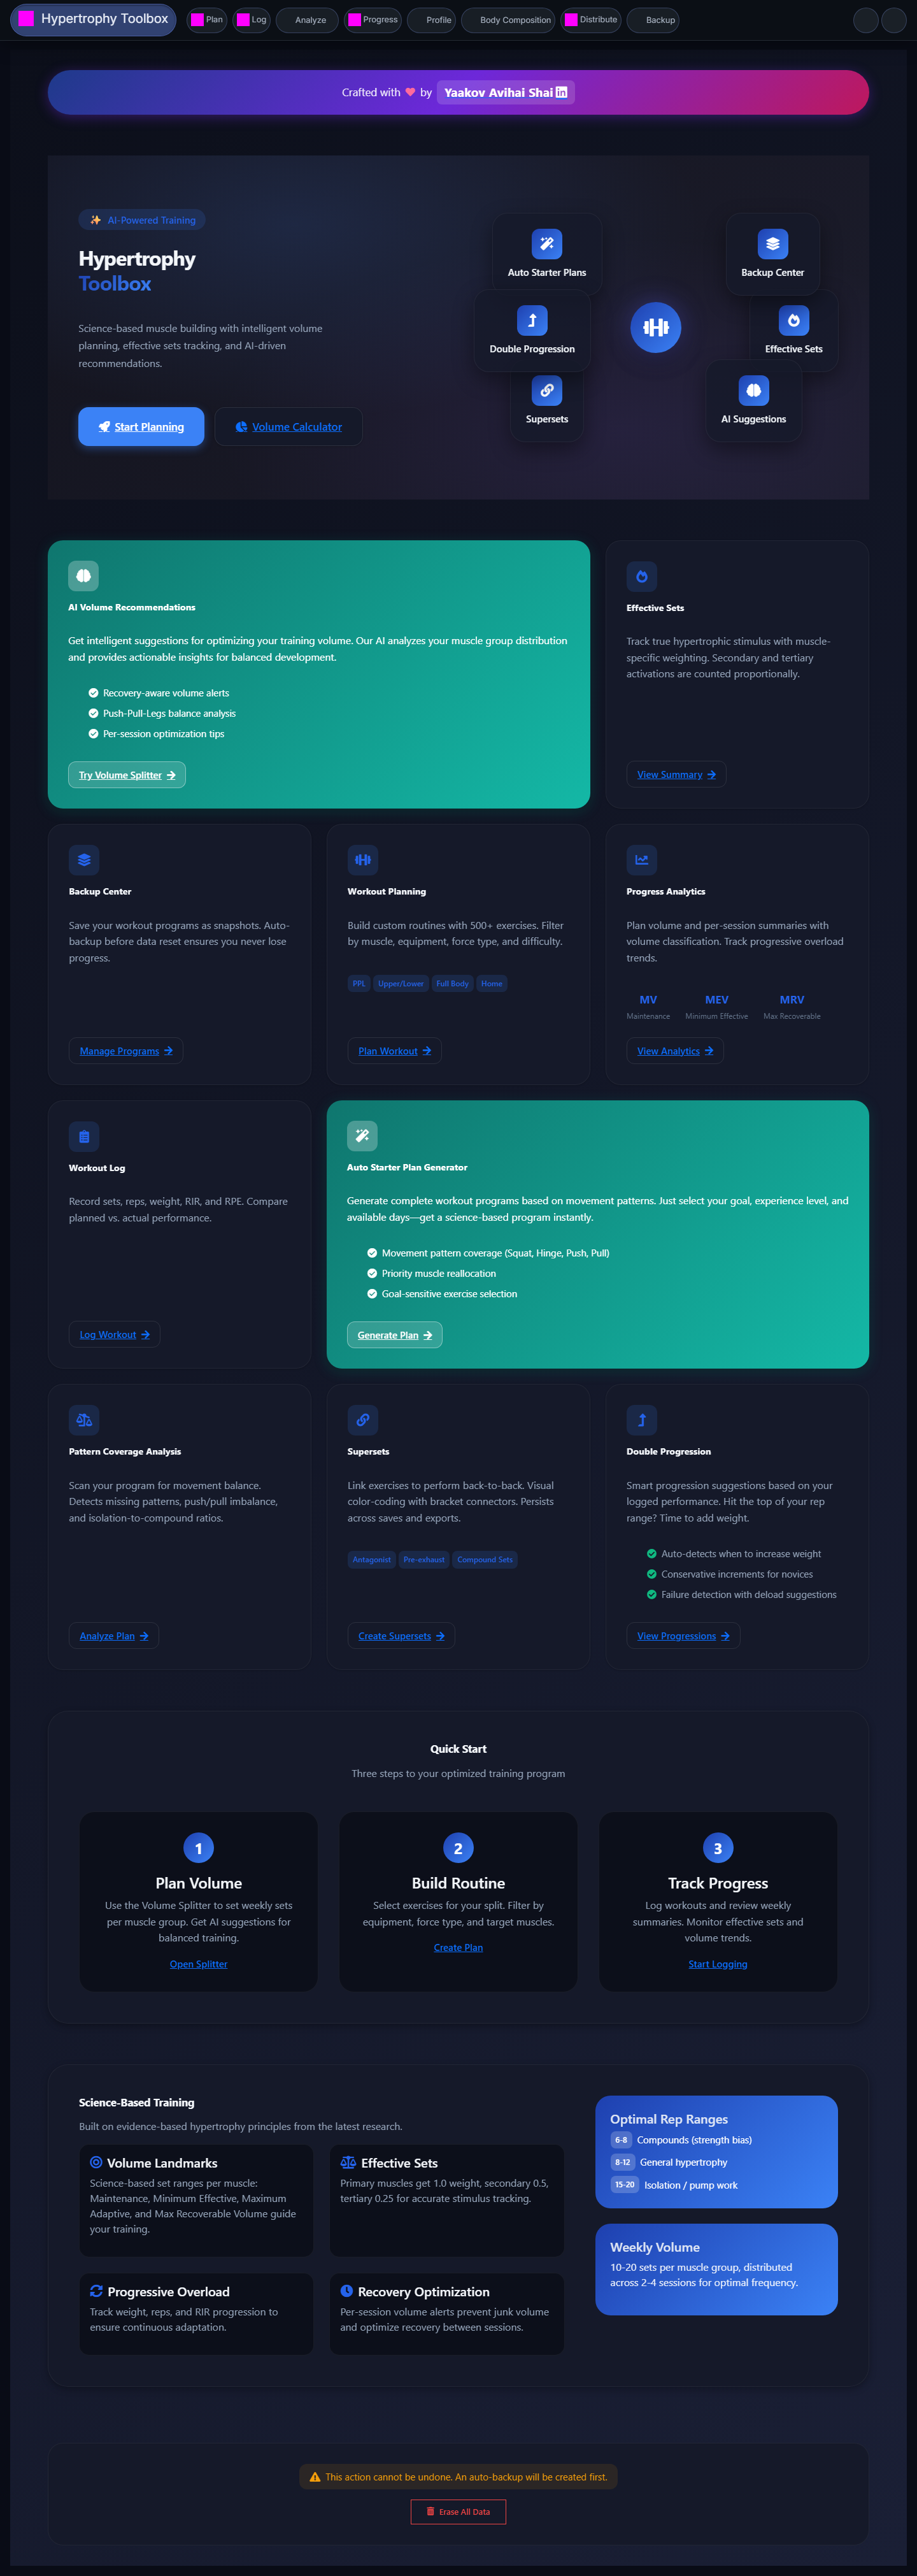 Hypertrophy Toolbox
Plan
Log
Analyze
Progress
Profile
Body Composition
Distribute
Backup
Crafted with by Yaakov Avihai Shai
AI-Powered Training
Hypertrophy
Toolbox
Science-based muscle building with intelligent volume
planning, effective sets tracking, and AI-driven
recommendations.
Start Planning
Volume Calculator
Auto Starter Plans
Backup Center
Double Progression
Effective Sets
Supersets
AI Suggestions
AI Volume Recommendations
Get intelligent suggestions for optimizing your training volume. Our AI analyzes your muscle group distribution
and provides actionable insights for balanced development.
Recovery-aware volume alerts
Push-Pull-Legs balance analysis
Per-session optimization tips
Try Volume Splitter
Effective Sets
Track true hypertrophic stimulus with muscle-
specific weighting. Secondary and tertiary
activations are counted proportionally.
View Summary
Backup Center
Save your workout programs as snapshots. Auto-
backup before data reset ensures you never lose
progress.
Manage Programs
Workout Planning
Build custom routines with 500+ exercises. Filter
by muscle, equipment, force type, and difficulty.
PPL
Upper/Lower
Full Body
Home
Plan Workout
Progress Analytics
Plan volume and per-session summaries with
volume classification. Track progressive overload
trends.
MV
Maintenance
MEV
Minimum Effective
MRV
Max Recoverable
View Analytics
Workout Log
Record sets, reps, weight, RIR, and RPE. Compare
planned vs. actual performance.
Log Workout
Auto Starter Plan Generator
Generate complete workout programs based on movement patterns. Just select your goal, experience level, and
available days—get a science-based program instantly.
Movement pattern coverage (Squat, Hinge, Push, Pull)
Priority muscle reallocation
Goal-sensitive exercise selection
Generate Plan
Pattern Coverage Analysis
Scan your program for movement balance.
Detects missing patterns, push/pull imbalance,
and isolation-to-compound ratios.
Analyze Plan
Supersets
Link exercises to perform back-to-back. Visual
color-coding with bracket connectors. Persists
across saves and exports.
Antagonist
Pre-exhaust
Compound Sets
Create Supersets
Double Progression
Smart progression suggestions based on your
logged performance. Hit the top of your rep
range? Time to add weight.
Auto-detects when to increase weight
Conservative increments for novices
Failure detection with deload suggestions
View Progressions
Quick Start
Three steps to your optimized training program
1
Plan Volume
Use the Volume Splitter to set weekly sets
per muscle group. Get AI suggestions for
balanced training.
Open Splitter
2
Build Routine
Select exercises for your split. Filter by
equipment, force type, and target muscles.
Create Plan
3
Track Progress
Log workouts and review weekly
summaries. Monitor effective sets and
volume trends.
Start Logging
Science-Based Training
Built on evidence-based hypertrophy principles from the latest research.
Volume Landmarks
Science-based set ranges per muscle:
Maintenance, Minimum Effective, Maximum
Adaptive, and Max Recoverable Volume guide
your training.
Effective Sets
Primary muscles get 1.0 weight, secondary 0.5,
tertiary 0.25 for accurate stimulus tracking.
Progressive Overload
Track weight, reps, and RIR progression to
ensure continuous adaptation.
Recovery Optimization
Per-session volume alerts prevent junk volume
and optimize recovery between sessions.
Optimal Rep Ranges
6-8 Compounds (strength bias)
8-12 General hypertrophy
15-20 Isolation / pump work
Weekly Volume
10-20 sets per muscle group, distributed
across 2-4 sessions for optimal frequency.
This action cannot be undone. An auto-backup will be created first.
Erase All Data